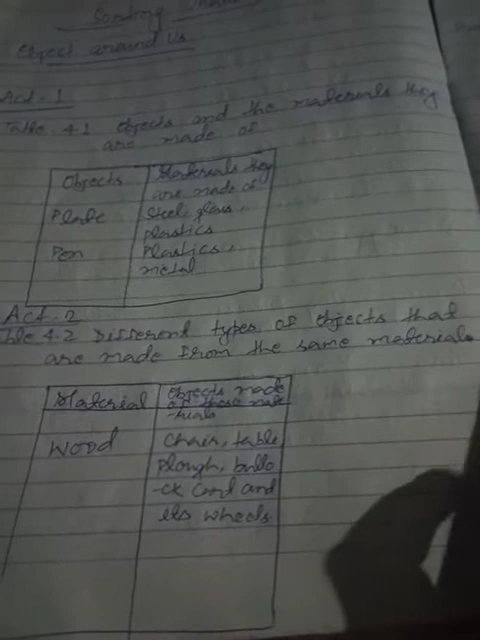 Sorting
Object around us
Act-1
Table 4.1 Objects and the materials they
are made of
Objects
Materials they
are made of
Plate
Steel, glass,
plastics
Pen
Plastics,
metal
Act-2
Table 4.2 Different types of objects that
are made from the same materials
Material
Objects made
of these mate
-rials
Wood
Chair, table
plough, bullo
-ck cart and
its wheels